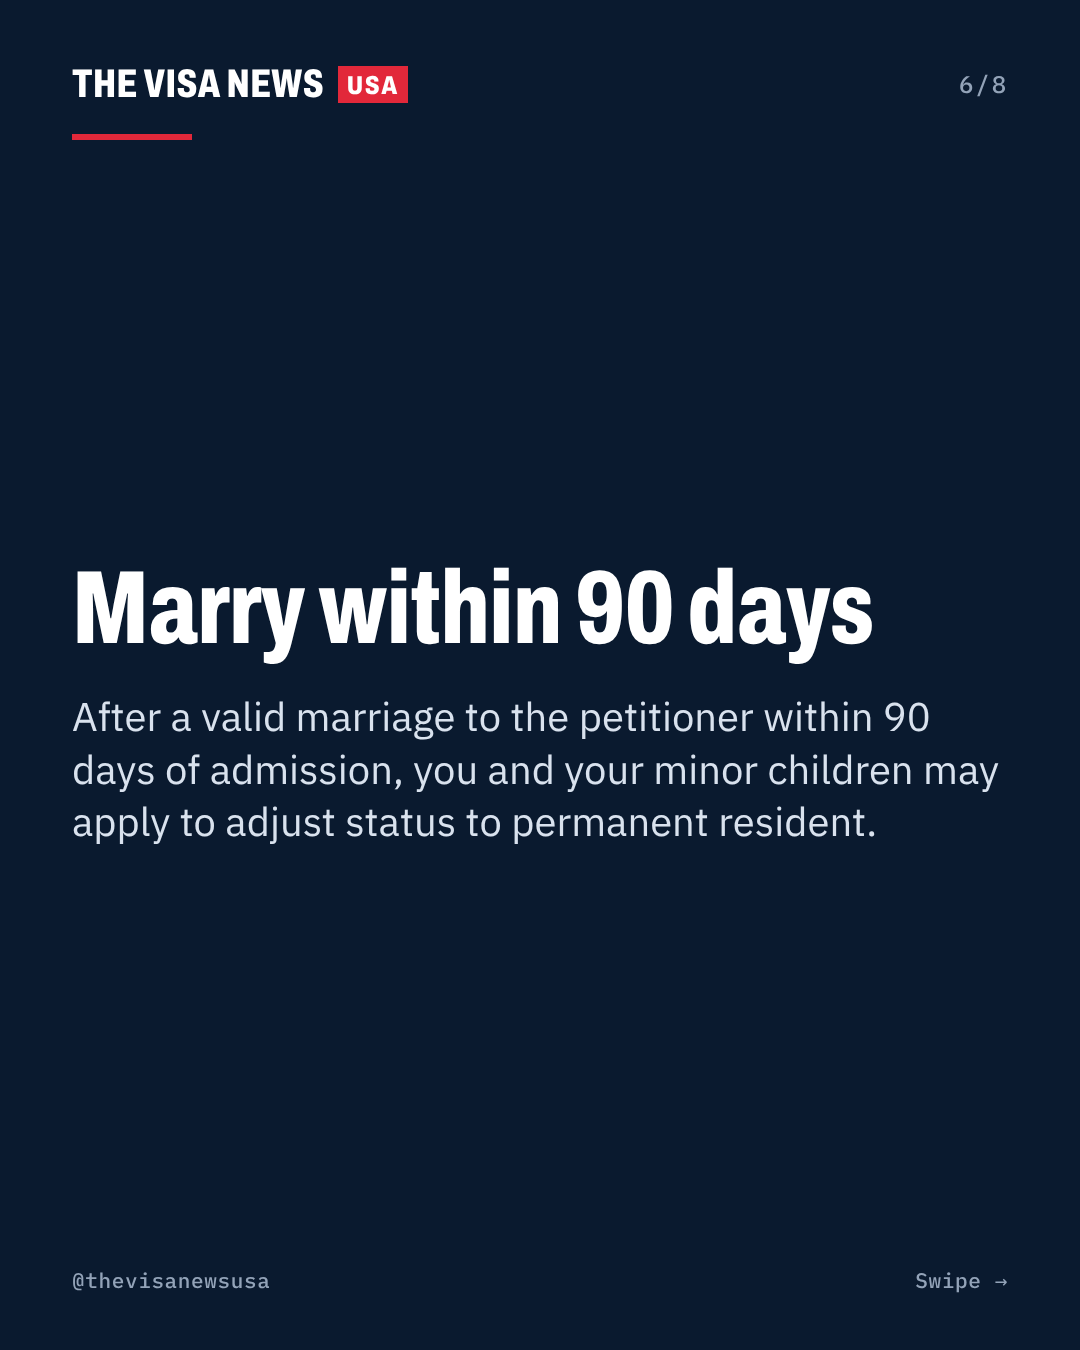 THE VISA NEWS USA
6/8
Marry within 90 days
After a valid marriage to the petitioner within 90
days of admission, you and your minor children may
apply to adjust status to permanent resident.
@thevisanewsusa
Swipe →